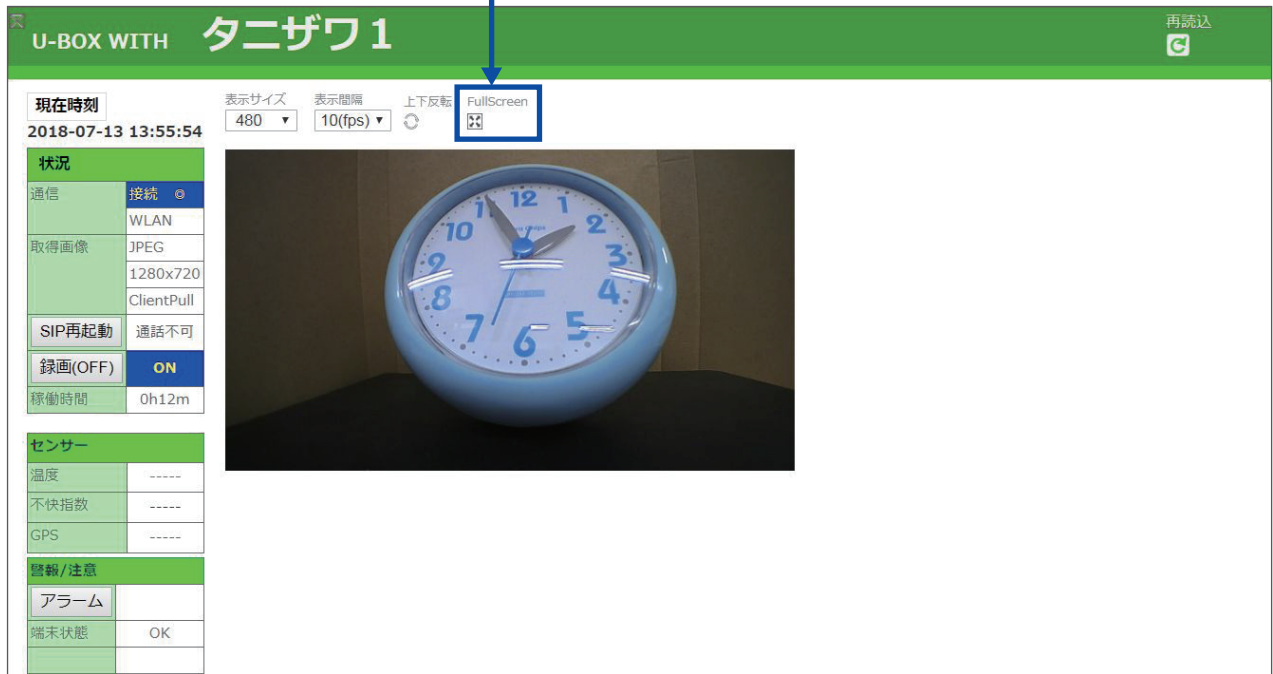 U-BOX WITH タニザワ1
再読込
現在時刻
2018-07-13 13:55:54
表示サイズ 表示間隔 上下反転 FullScreen
480 ▼ 10(fps) ▼
状況
通信 接続 ◎
WLAN
取得画像 JPEG
1280x720
ClientPull
SIP再起動 通話不可
録画(OFF) ON
稼働時間 0h12m
センサー
温度 -----
不快指数 -----
GPS -----
警報/注意
アラーム
端末状態 OK
12
11 1
10 2
9 3
8 4
7 5
6